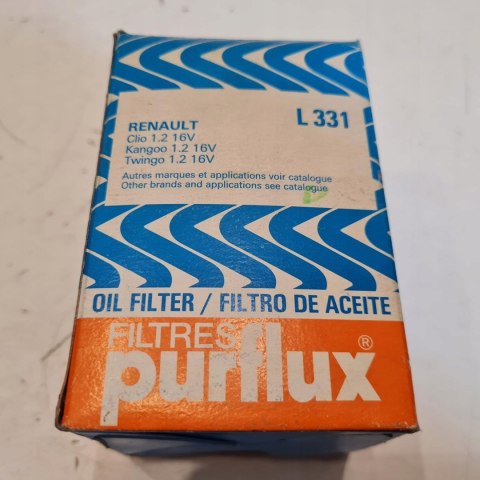 L 331
RENAULT
Clio 1.2 16V
Kangoo 1.2 16V
Twingo 1.2 16V
Autres marques et applications voir catalogue
Other brands and applications see catalogue
OIL FILTER / FILTRO DE ACEITE
FILTRES
purflux ®